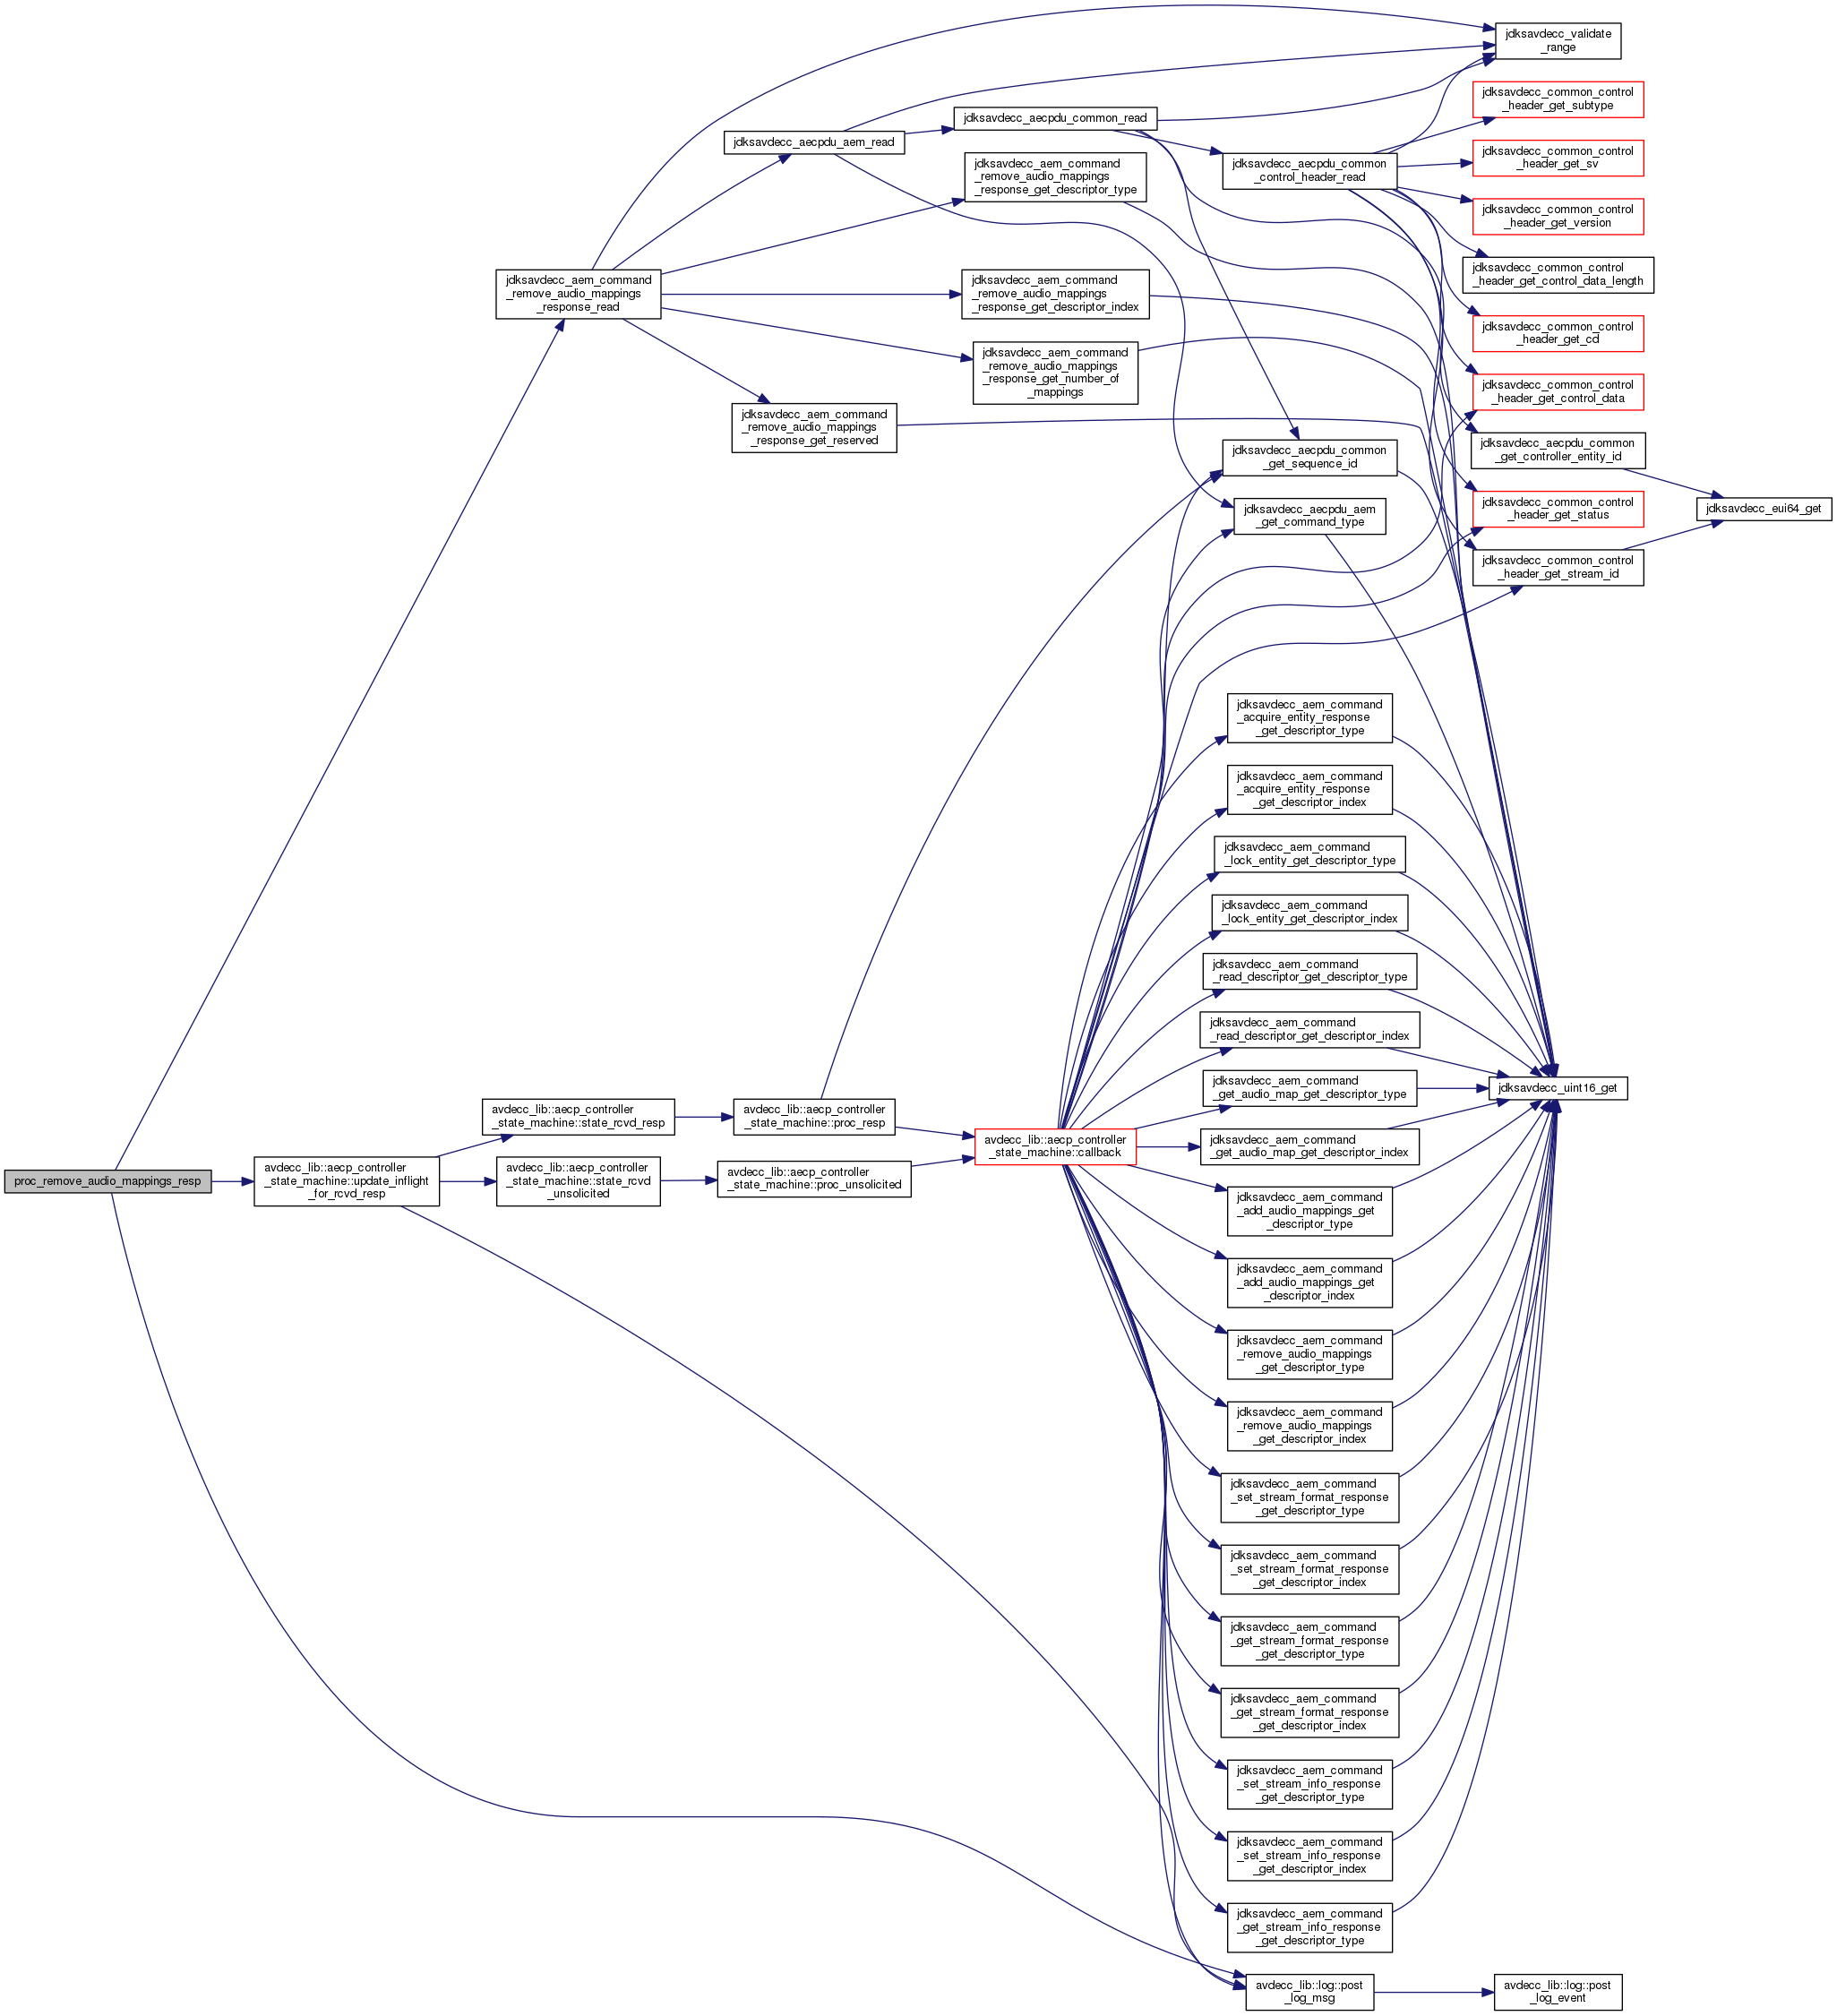 jdksavdecc_validate
_range
jdksavdecc_common_control
_header_get_subtype
jdksavdecc_aecpdu_common_read
jdksavdecc_aecpdu_aem_read
jdksavdecc_common_control
_header_get_sv
jdksavdecc_aecpdu_common
_control_header_read
jdksavdecc_aem_command
_remove_audio_mappings
_response_get_descriptor_type
jdksavdecc_common_control
_header_get_version
jdksavdecc_common_control
_header_get_control_data_length
jdksavdecc_aem_command
_remove_audio_mappings
_response_read
jdksavdecc_aem_command
_remove_audio_mappings
_response_get_descriptor_index
jdksavdecc_common_control
_header_get_cd
jdksavdecc_aem_command
_remove_audio_mappings
_response_get_number_of
_mappings
jdksavdecc_common_control
_header_get_control_data
jdksavdecc_aem_command
_remove_audio_mappings
_response_get_reserved
jdksavdecc_aecpdu_common
_get_controller_entity_id
jdksavdecc_aecpdu_common
_get_sequence_id
jdksavdecc_common_control
_header_get_status
jdksavdecc_eui64_get
jdksavdecc_aecpdu_aem
_get_command_type
jdksavdecc_common_control
_header_get_stream_id
jdksavdecc_aem_command
_acquire_entity_response
_get_descriptor_type
jdksavdecc_aem_command
_acquire_entity_response
_get_descriptor_index
jdksavdecc_aem_command
_lock_entity_get_descriptor_type
jdksavdecc_aem_command
_lock_entity_get_descriptor_index
jdksavdecc_aem_command
_read_descriptor_get_descriptor_type
jdksavdecc_aem_command
_read_descriptor_get_descriptor_index
jdksavdecc_aem_command
_get_audio_map_get_descriptor_type
jdksavdecc_uint16_get
avdecc_lib::aecp_controller
_state_machine::state_rcvd_resp
avdecc_lib::aecp_controller
_state_machine::proc_resp
avdecc_lib::aecp_controller
_state_machine::callback
jdksavdecc_aem_command
_get_audio_map_get_descriptor_index
proc_remove_audio_mappings_resp
avdecc_lib::aecp_controller
_state_machine::update_inflight
_for_rcvd_resp
avdecc_lib::aecp_controller
_state_machine::state_rcvd
_unsolicited
avdecc_lib::aecp_controller
_state_machine::proc_unsolicited
jdksavdecc_aem_command
_add_audio_mappings_get
_descriptor_type
jdksavdecc_aem_command
_add_audio_mappings_get
_descriptor_index
jdksavdecc_aem_command
_remove_audio_mappings
_get_descriptor_type
jdksavdecc_aem_command
_remove_audio_mappings
_get_descriptor_index
jdksavdecc_aem_command
_set_stream_format_response
_get_descriptor_type
jdksavdecc_aem_command
_set_stream_format_response
_get_descriptor_index
jdksavdecc_aem_command
_get_stream_format_response
_get_descriptor_type
jdksavdecc_aem_command
_get_stream_format_response
_get_descriptor_index
jdksavdecc_aem_command
_set_stream_info_response
_get_descriptor_type
jdksavdecc_aem_command
_set_stream_info_response
_get_descriptor_index
jdksavdecc_aem_command
_get_stream_info_response
_get_descriptor_type
avdecc_lib::log::post
_log_msg
avdecc_lib::log::post
_log_event